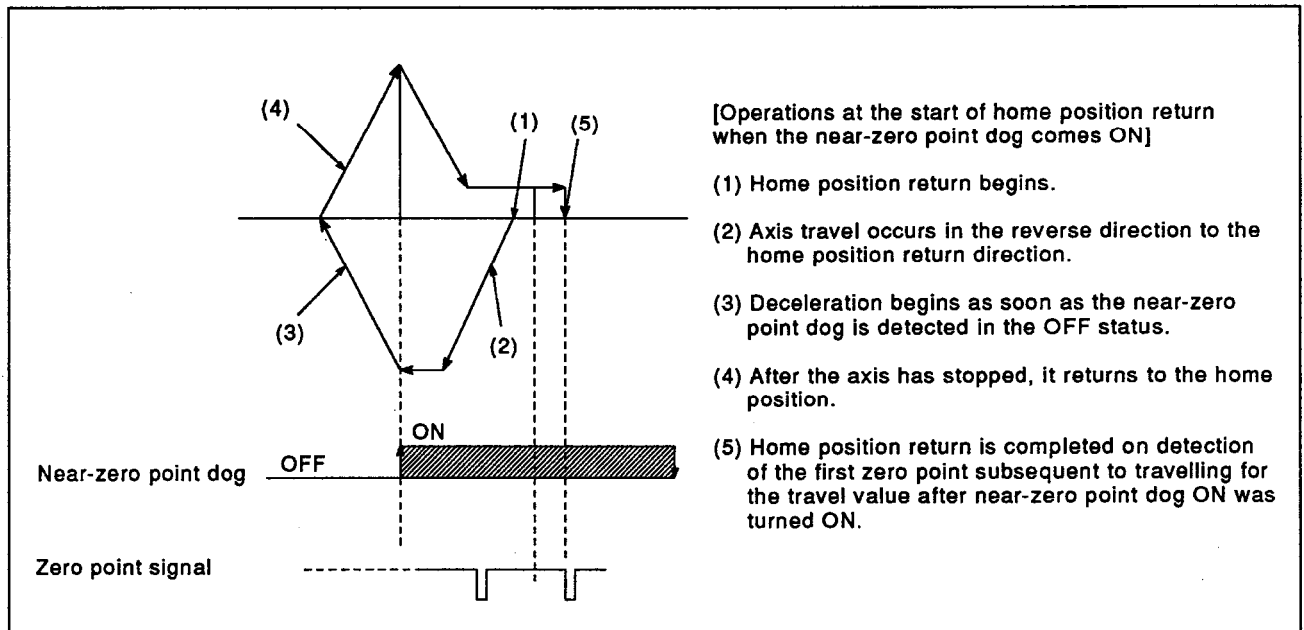 (4)
(1)
(5)
(3)
(2)
ON
OFF
Near-zero point dog
Zero point signal
[Operations at the start of home position return
when the near-zero point dog comes ON]
(1) Home position return begins.
(2) Axis travel occurs in the reverse direction to the
home position return direction.
(3) Deceleration begins as soon as the near-zero
point dog is detected in the OFF status.
(4) After the axis has stopped, it returns to the home
position.
(5) Home position return is completed on detection
of the first zero point subsequent to travelling for
the travel value after near-zero point dog ON was
turned ON.